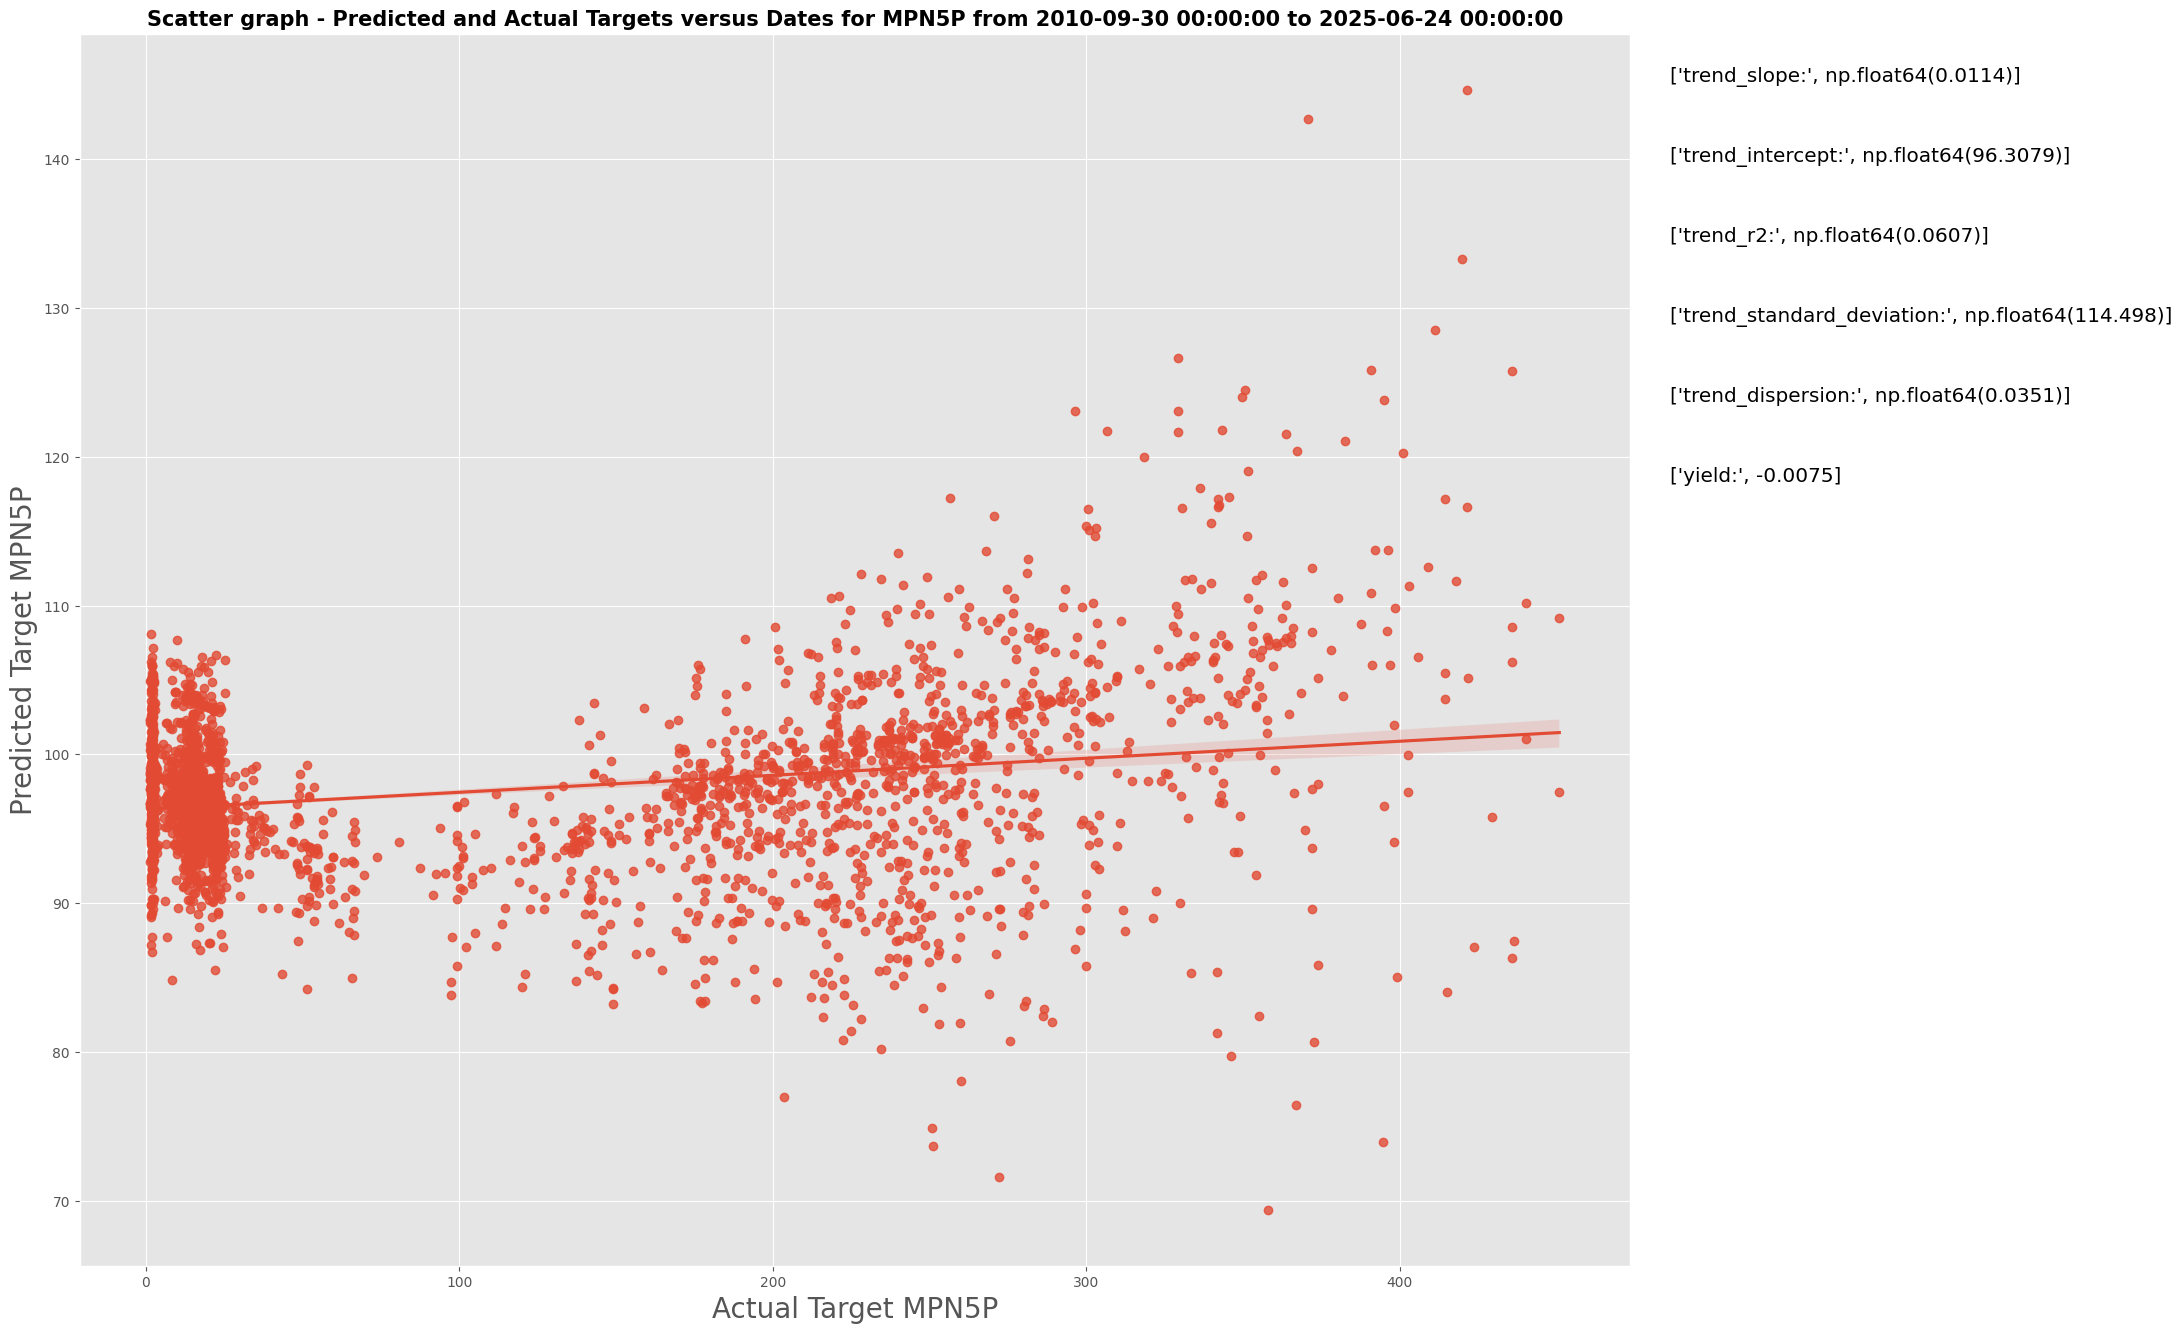 Scatter graph - Predicted and Actual Targets versus Dates for MPN5P from 2010-09-30 00:00:00 to 2025-06-24 00:00:00
['trend_slope:', np.float64(0.0114)]
['trend_intercept:', np.float64(96.3079)]
['trend_r2:', np.float64(0.0607)]
['trend_standard_deviation:', np.float64(114.498)]
['trend_dispersion:', np.float64(0.0351)]
['yield:', -0.0075]
Predicted Target MPN5P
140
130
120
110
100
90
80
70
0 100 200 300 400
Actual Target MPN5P